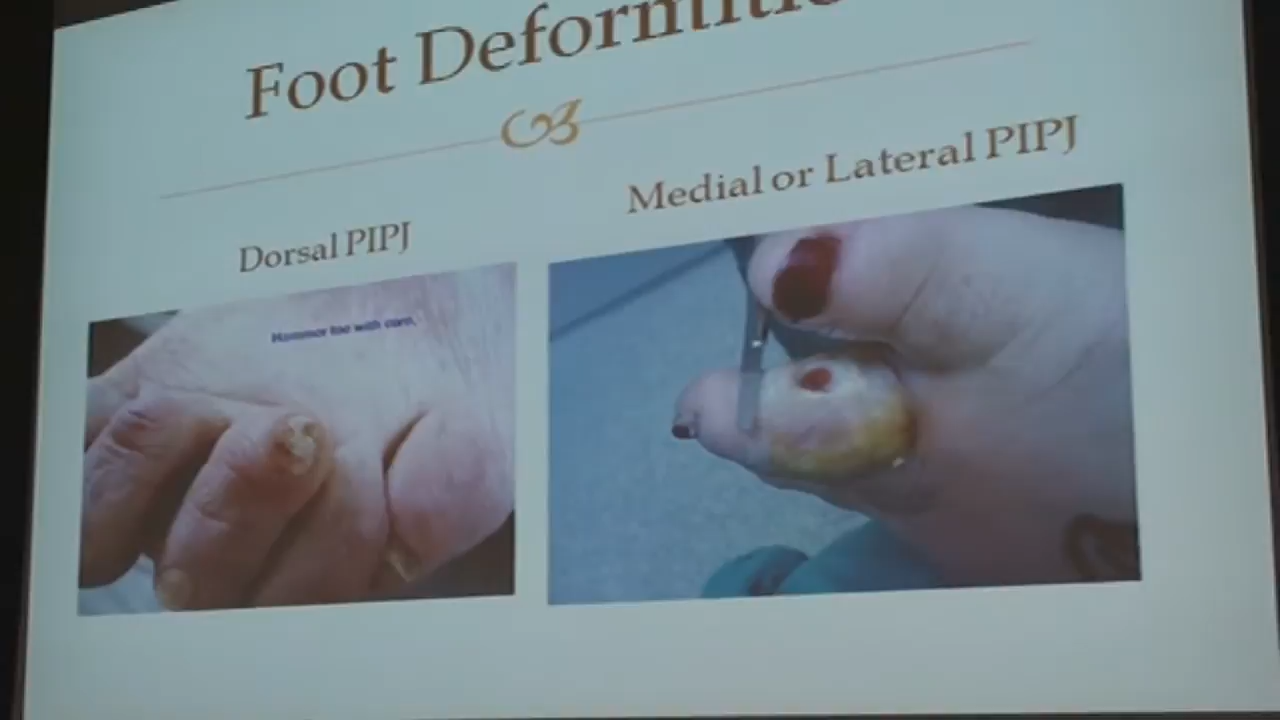 Foot Deformitie
Dorsal PIPJ
Medial or Lateral PIPJ
Hammer toe with corn.